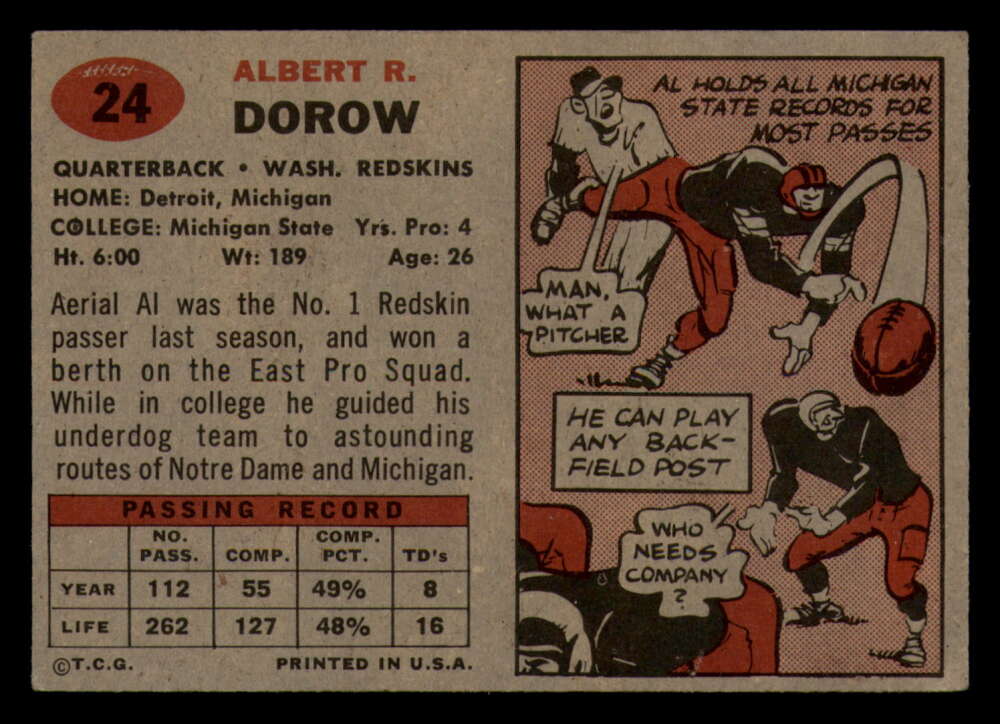 24
ALBERT R.
DOROW
QUARTERBACK • WASH. REDSKINS
HOME: Detroit, Michigan
COLLEGE: Michigan State Yrs. Pro: 4
Ht. 6:00 Wt: 189 Age: 26
Aerial Al was the No. 1 Redskin
passer last season, and won a
berth on the East Pro Squad.
While in college he guided his
underdog team to astounding
routes of Notre Dame and Michigan.
PASSING RECORD
NO. PASS. COMP. COMP. PCT. TD's
YEAR 112 55 49% 8
LIFE 262 127 48% 16
©T.C.G. PRINTED IN U.S.A.
AL HOLDS ALL MICHIGAN
STATE RECORDS FOR
MOST PASSES
MAN,
WHAT A
PITCHER
HE CAN PLAY
ANY BACK-
FIELD POST
WHO
NEEDS
COMPANY
?